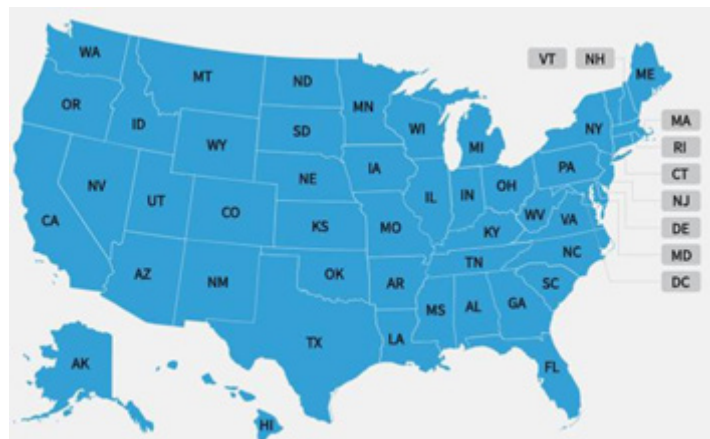 WA
MT
ND
MN
VT
NH
ME
OR
ID
SD
WI
MI
NY
MA
WY
RI
NE
IA
PA
CT
NV
UT
CO
IL
IN
OH
NJ
CA
KS
MO
KY
WV
VA
DE
MD
AZ
NM
OK
AR
TN
NC
DC
SC
MS
AL
GA
TX
LA
FL
AK
HI